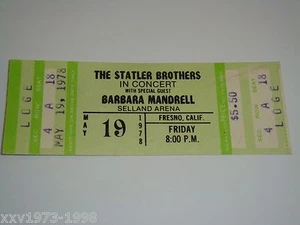 LOGE
4 A 18
MAY 19, 1978
THE STATLER BROTHERS
IN CONCERT
WITH SPECIAL GUEST
BARBARA MANDRELL
SELLAND ARENA
MAY 19 1978
FRESNO, CALIF.
FRIDAY
8:00 P.M.
$5.50
4 A 18
LOGE
xxv1973-1998